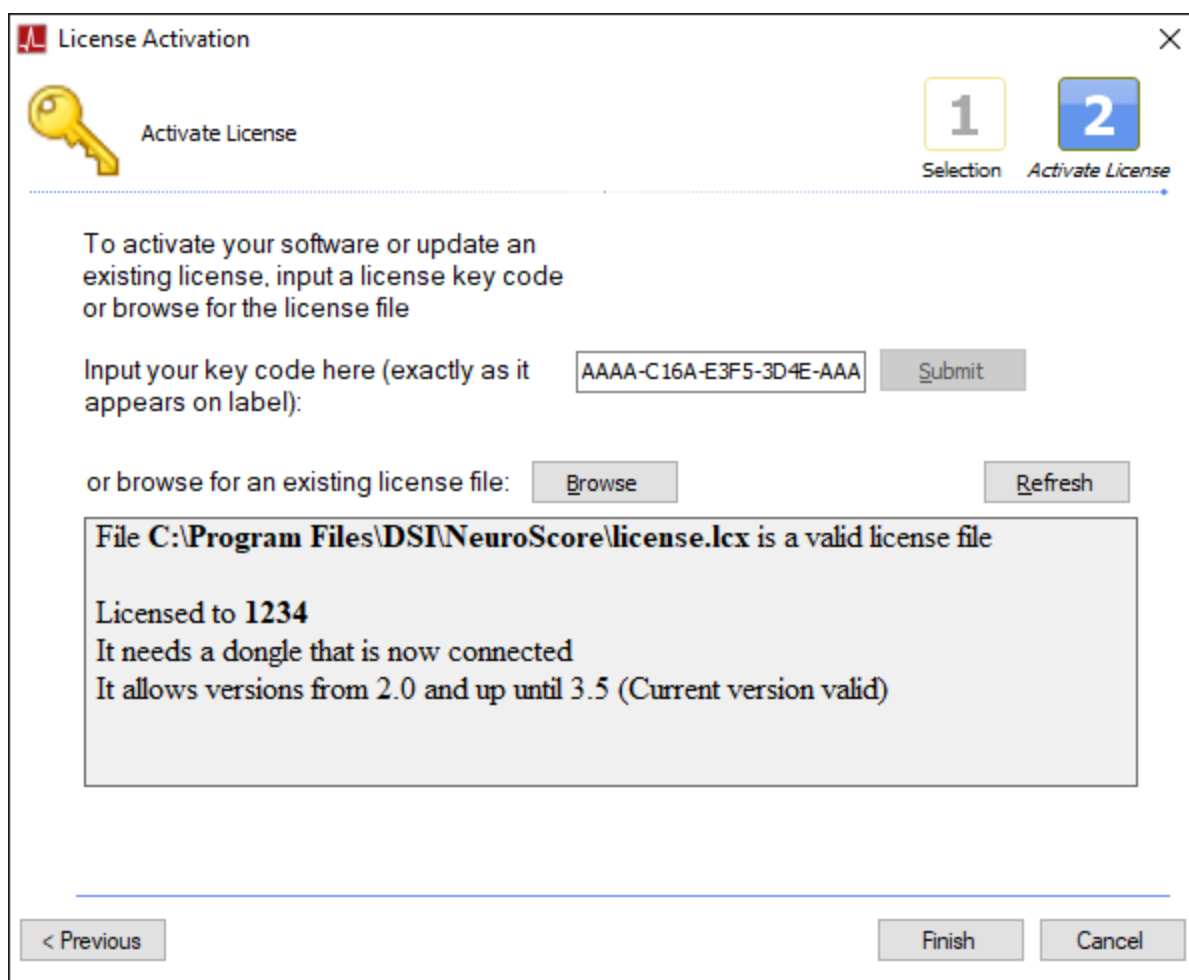 License Activation
Activate License
1
2
Selection
Activate License
To activate your software or update an
existing license, input a license key code
or browse for the license file
Input your key code here (exactly as it
appears on label):
AAAA-C16A-E3F5-3D4E-AAA
Submit
or browse for an existing license file:
Browse
Refresh
File C:\Program Files\DSI\NeuroScore\license.lcx is a valid license file
Licensed to 1234
It needs a dongle that is now connected
It allows versions from 2.0 and up until 3.5 (Current version valid)
< Previous
Finish
Cancel